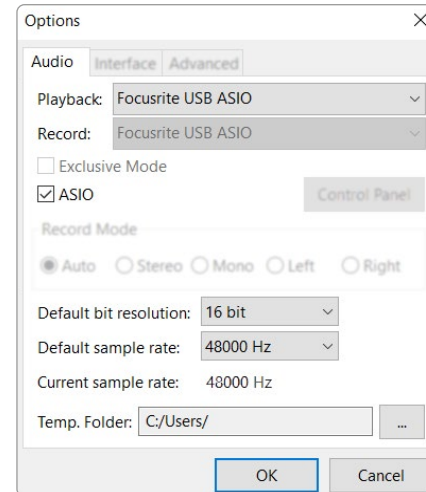 Options
Audio Interface Advanced
Playback: Focusrite USB ASIO
Record: Focusrite USB ASIO
Exclusive Mode
ASIO Control Panel
Record Mode
Auto Stereo Mono Left Right
Default bit resolution: 16 bit
Default sample rate: 48000 Hz
Current sample rate: 48000 Hz
Temp. Folder: C:/Users/ ...
OK Cancel